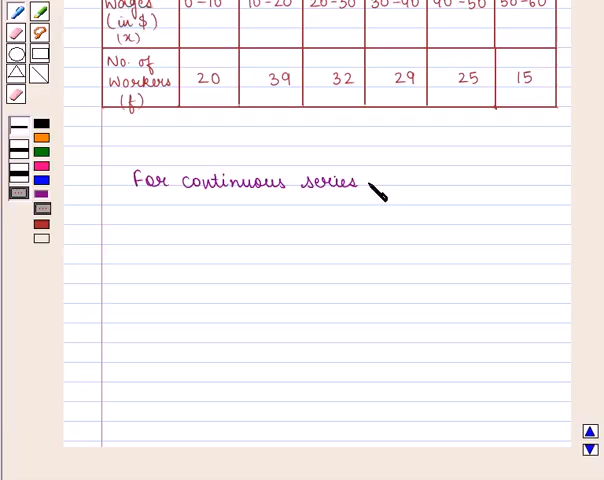 Wages 0-10 10-20 20-30 30-40 40-50 50-60
(in $)
(x)
No. of
Workers 20 39 32 29 25 15
(f)
For continuous series